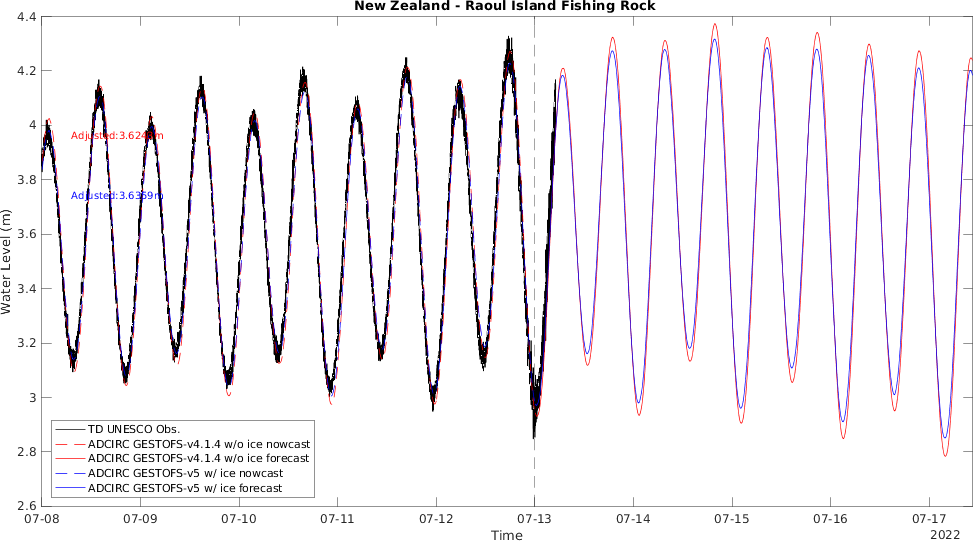 New Zealand - Raoul Island Fishing Rock
4.4
4.2
4
3.8
3.6
3.4
3.2
3
2.8
2.6
Water Level (m)
Adjusted:3.6369m
TD UNESCO Obs.
ADCIRC GESTOFS-v4.1.4 w/o ice nowcast
ADCIRC GESTOFS-v4.1.4 w/o ice forecast
ADCIRC GESTOFS-v5 w/ ice nowcast
ADCIRC GESTOFS-v5 w/ ice forecast
07-08
07-09
07-10
07-11
07-12
07-13
07-14
07-15
07-16
07-17
Time
2022